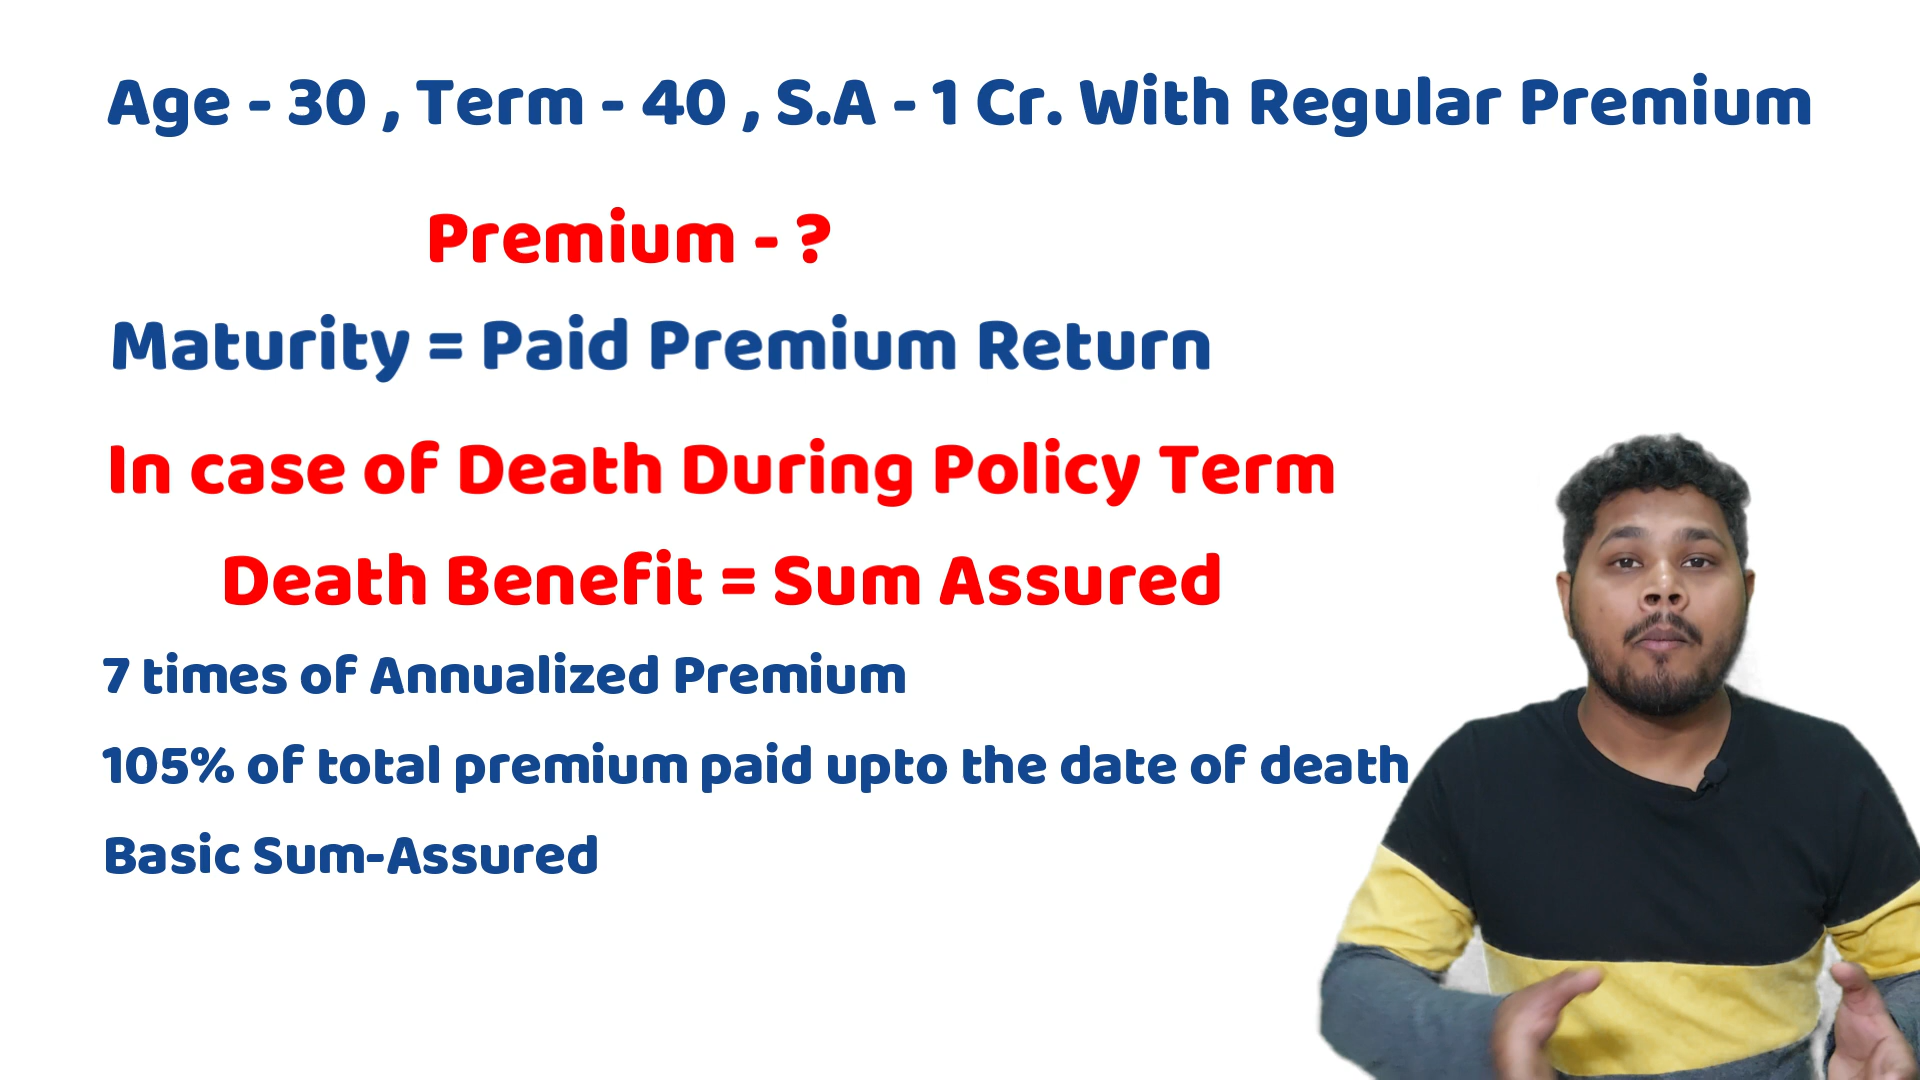 Age - 30 , Term - 40 , S.A - 1 Cr. With Regular Premium
Premium - ?
Maturity = Paid Premium Return
In case of Death During Policy Term
Death Benefit = Sum Assured
7 times of Annualized Premium
105% of total premium paid upto the date of death
Basic Sum-Assured